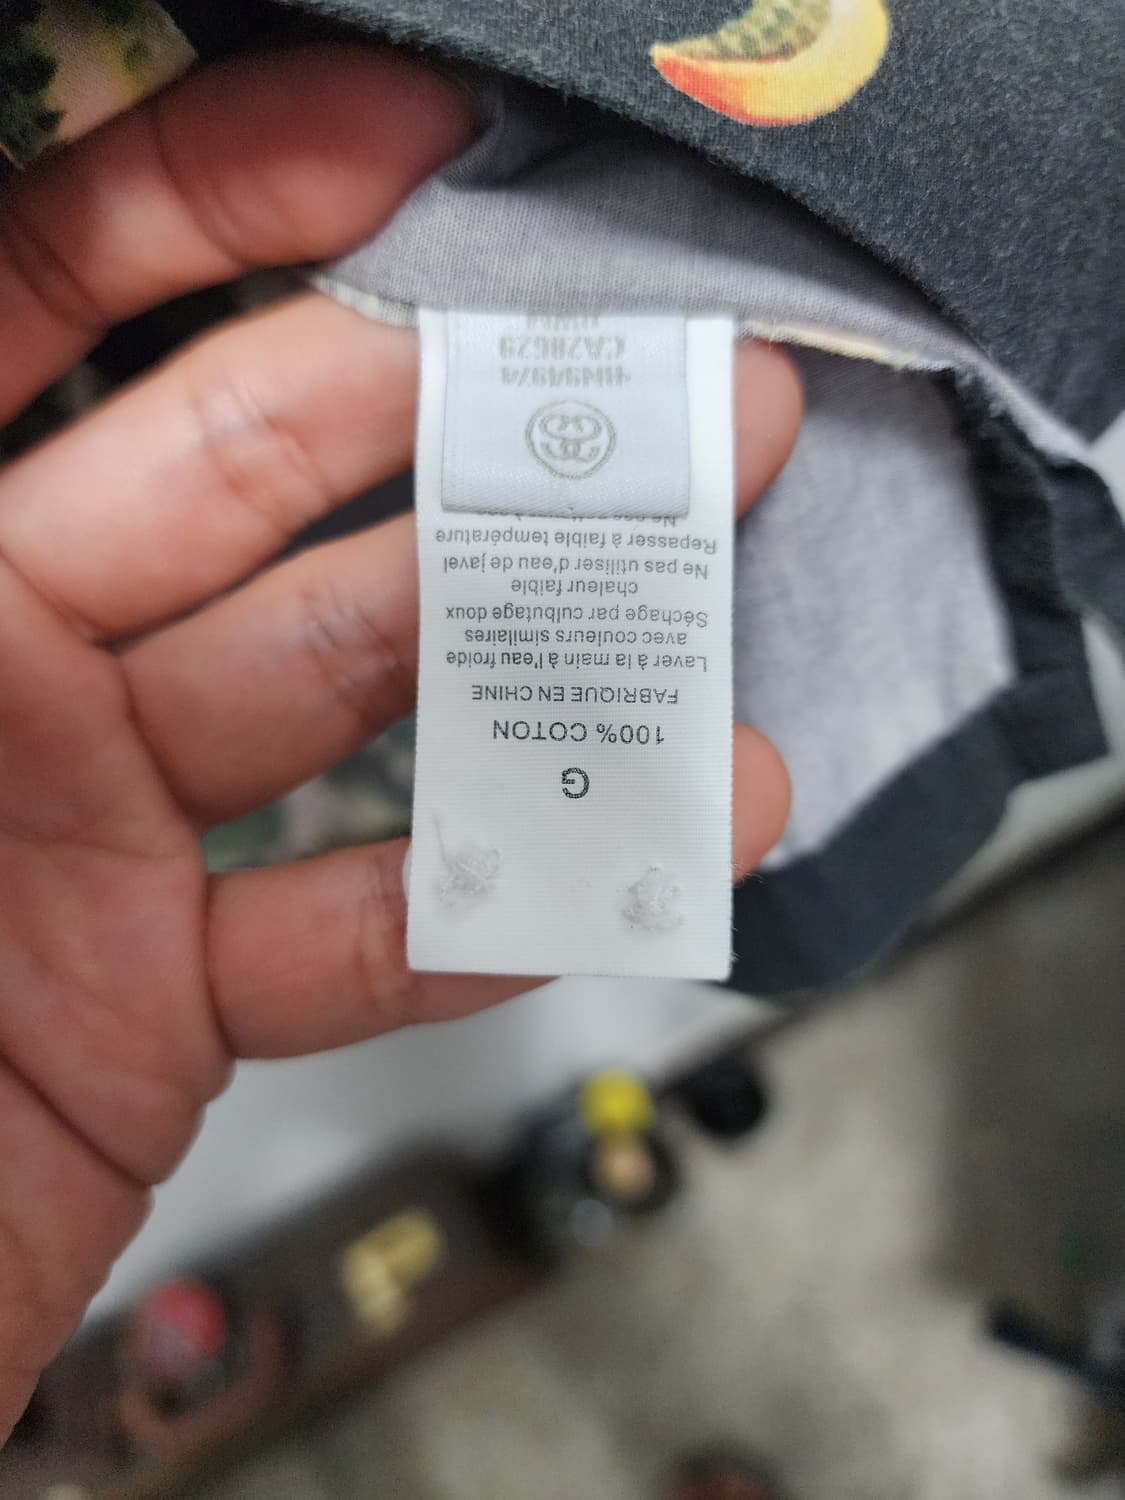 G
100% COTON
FABRIQUE EN CHINE
Laver à la main à l'eau froide
avec couleurs similaires
Séchage par culbutage doux
chaleur faible
Ne pas utiliser d'eau de javel
Repasser à faible température
CA28629